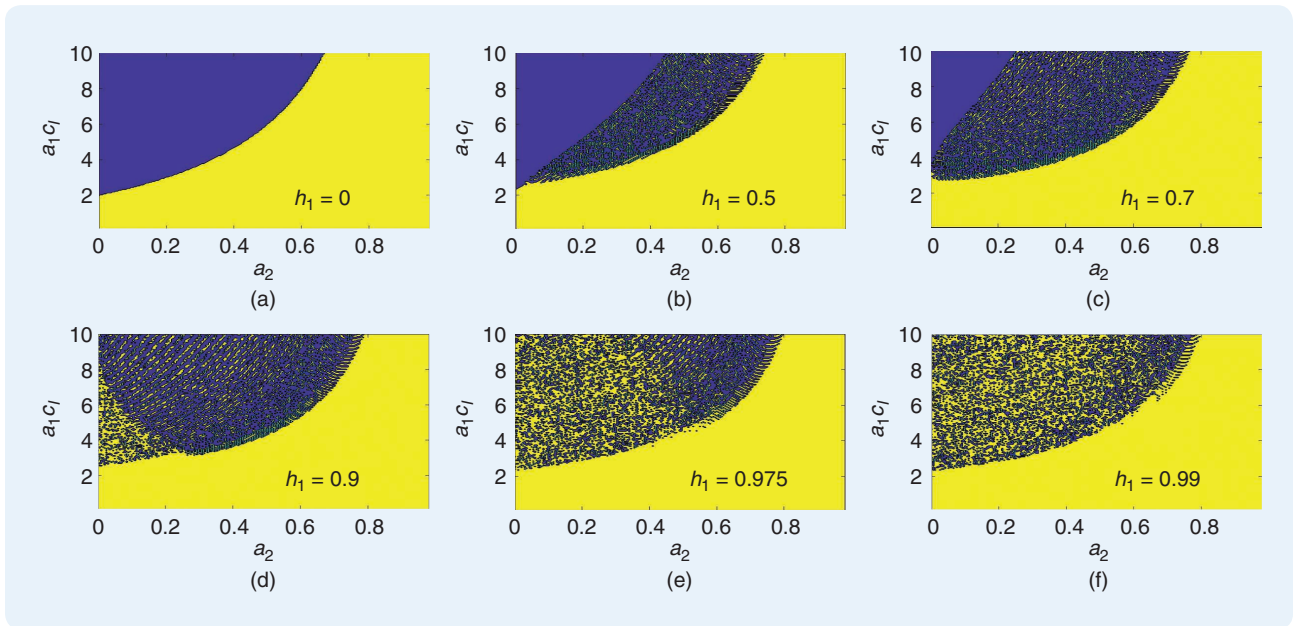 10
8
6
4
2
a₁cₗ
0 0.2 0.4 0.6 0.8
a₂
h₁ = 0
(a)
10
8
6
4
2
a₁cₗ
0 0.2 0.4 0.6 0.8
a₂
h₁ = 0.5
(b)
10
8
6
4
2
a₁cₗ
0 0.2 0.4 0.6 0.8
a₂
h₁ = 0.7
(c)
10
8
6
4
2
a₁cₗ
0 0.2 0.4 0.6 0.8
a₂
h₁ = 0.9
(d)
10
8
6
4
2
a₁cₗ
0 0.2 0.4 0.6 0.8
a₂
h₁ = 0.975
(e)
10
8
6
4
2
a₁cₗ
0 0.2 0.4 0.6 0.8
a₂
h₁ = 0.99
(f)